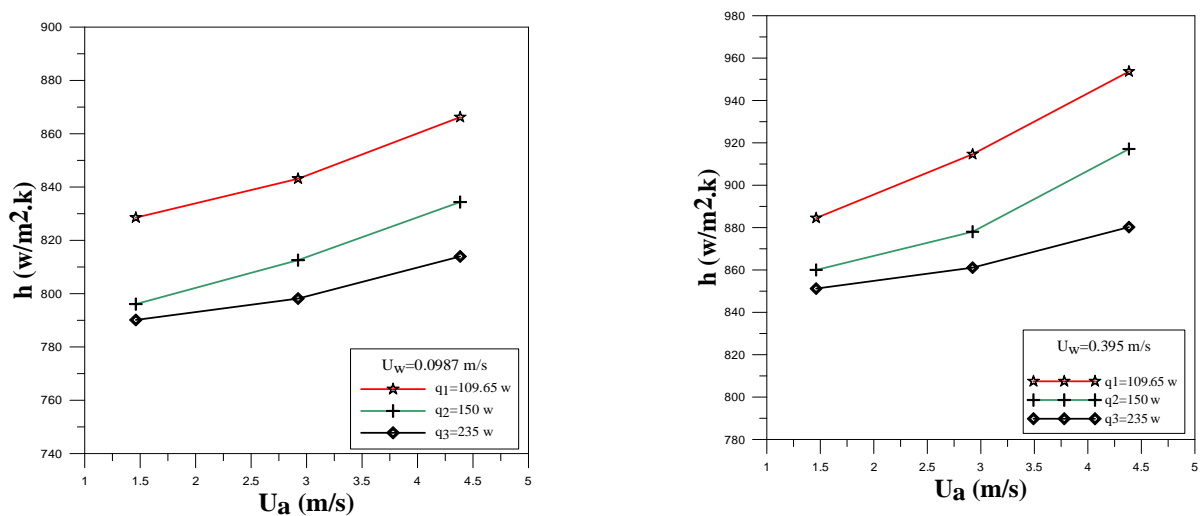 900
880
860
840
820
800
780
760
740
h (w/m².k)
1 1.5 2 2.5 3 3.5 4 4.5 5
Ua (m/s)
Uw=0.0987 m/s
q1=109.65 w
q2=150 w
q3=235 w
980
960
940
920
900
880
860
840
820
800
780
h (w/m².k)
1 1.5 2 2.5 3 3.5 4 4.5 5
Ua (m/s)
Uw=0.395 m/s
q1=109.65 w
q2=150 w
q3=235 w